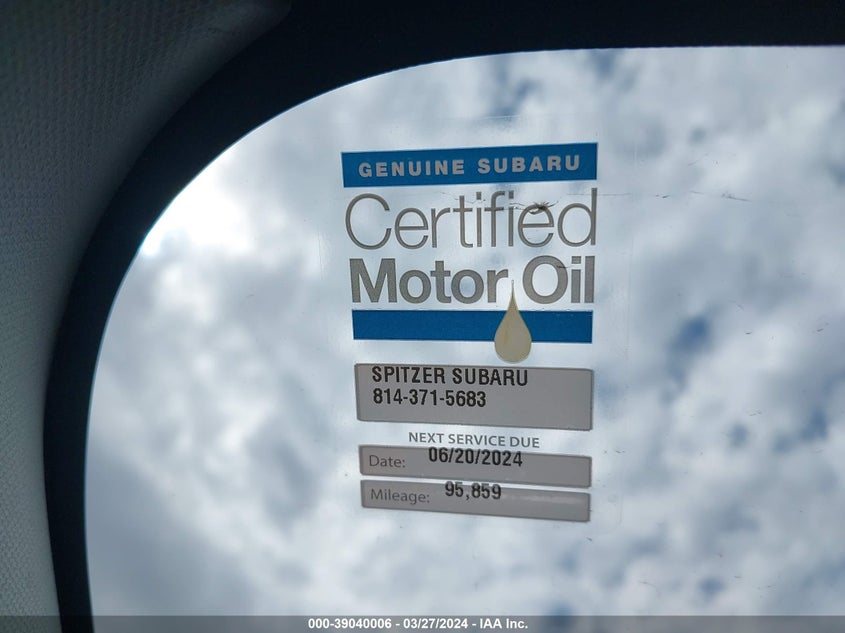 GENUINE SUBARU
Certified
Motor Oil
SPITZER SUBARU
814-371-5683
NEXT SERVICE DUE
Date: 06/20/2024
Mileage: 95,859
000-39040006 - 03/27/2024 - IAA Inc.